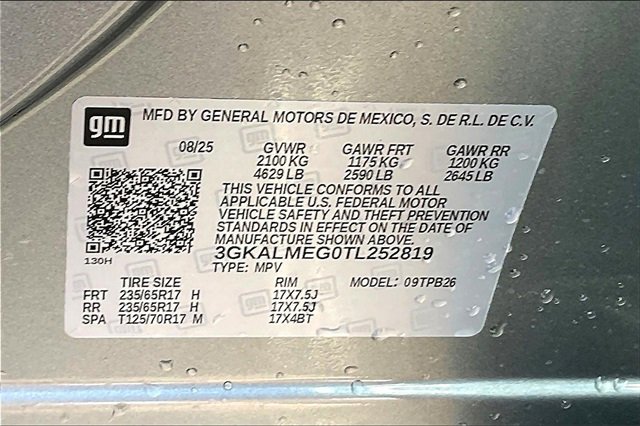 gm MFD BY GENERAL MOTORS DE MEXICO, S. DE R.L. DE C.V.
08/25 GVWR GAWR FRT GAWR RR
2100 KG 1175 KG 1200 KG
4629 LB 2590 LB 2645 LB
THIS VEHICLE CONFORMS TO ALL
APPLICABLE U.S. FEDERAL MOTOR
VEHICLE SAFETY AND THEFT PREVENTION
STANDARDS IN EFFECT ON THE DATE OF
MANUFACTURE SHOWN ABOVE.
3GKALMEG0TL252819
130H
TYPE: MPV MODEL: 09TPB26
TIRE SIZE RIM
FRT 235/65R17 H 17X7.5J
RR 235/65R17 H 17X7.5J
SPA T125/70R17 M 17X4BT